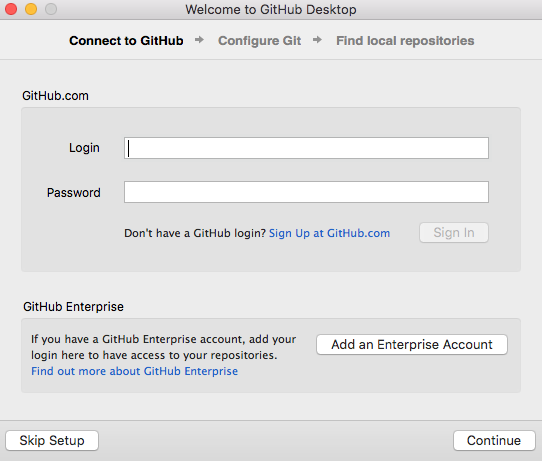 Welcome to GitHub Desktop
Connect to GitHub → Configure Git → Find local repositories
GitHub.com
Login
Password
Don't have a GitHub login? Sign Up at GitHub.com
Sign In
GitHub Enterprise
If you have a GitHub Enterprise account, add your
login here to have access to your repositories.
Find out more about GitHub Enterprise
Add an Enterprise Account
Skip Setup
Continue